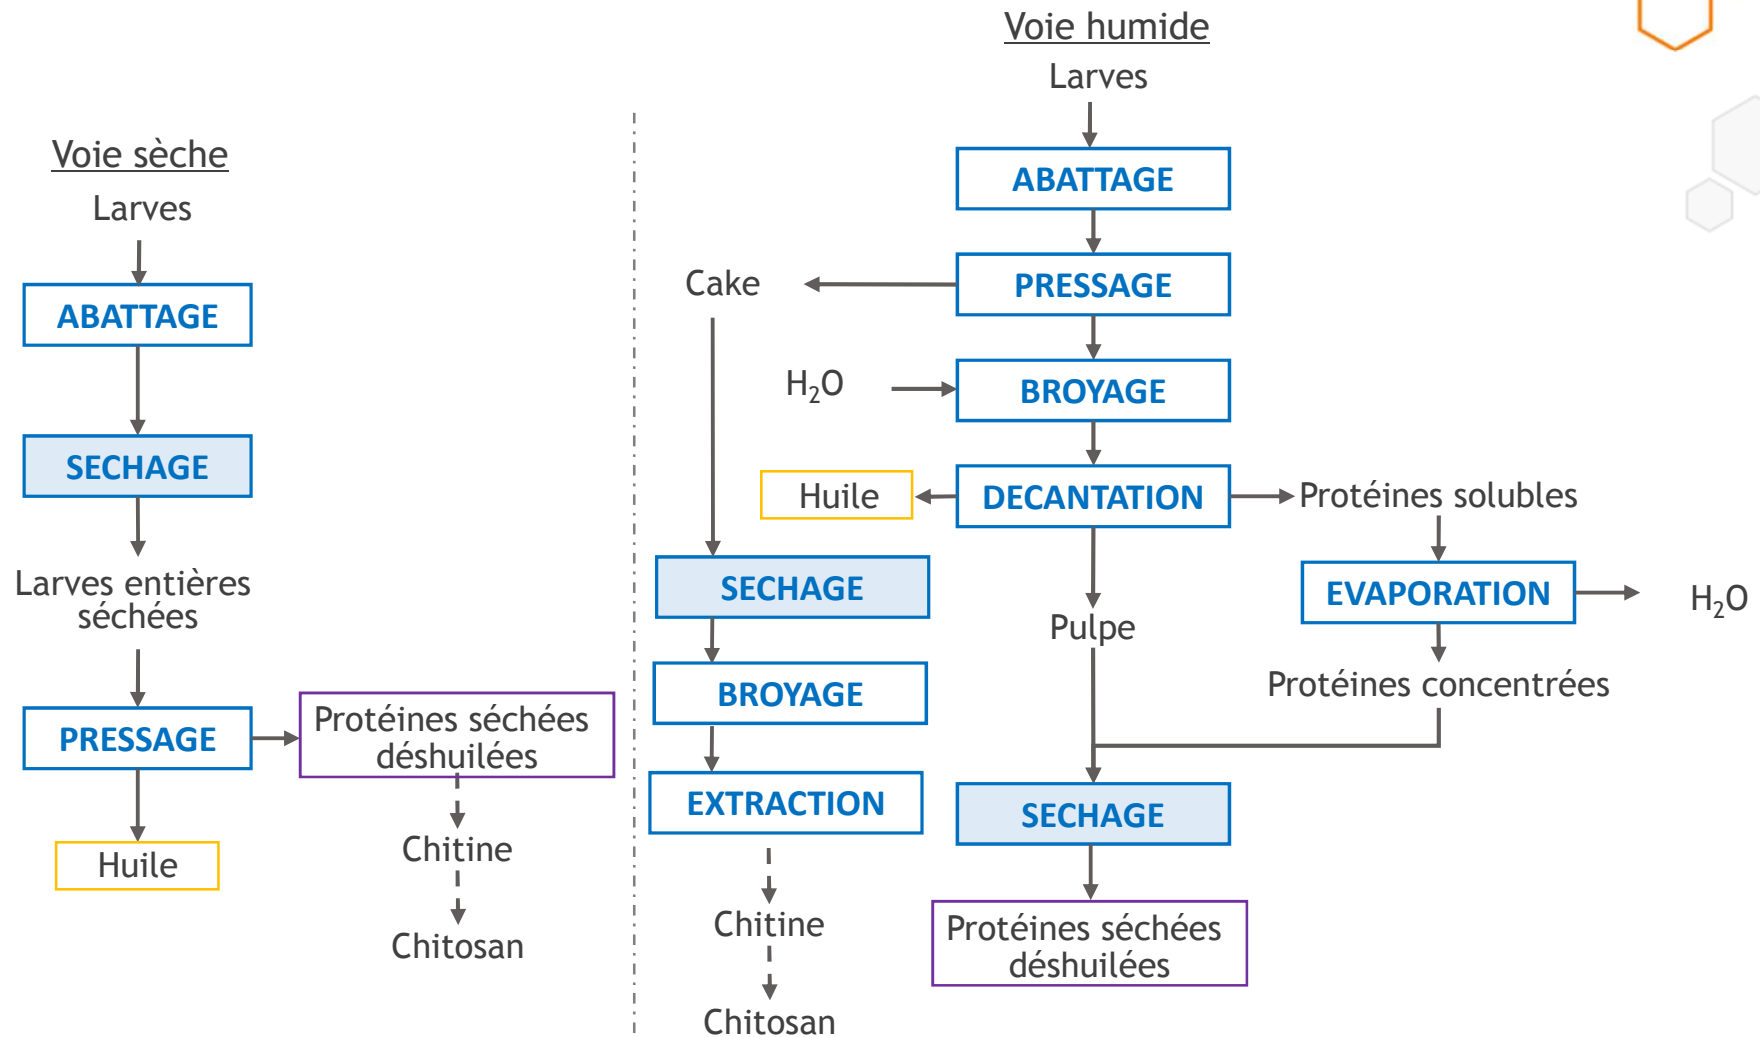 Voie sèche
Larves
ABATTAGE
SECHAGE
Larves entières
séchées
PRESSAGE
Protéines séchées
déshuilées
Huile
Chitine
Chitosan
Voie humide
Larves
ABATTAGE
Cake
PRESSAGE
H₂O
BROYAGE
Huile
DECANTATION
Protéines solubles
SECHAGE
EVAPORATION
H₂O
Pulpe
BROYAGE
Protéines concentrées
EXTRACTION
SECHAGE
Chitine
Protéines séchées
déshuilées
Chitosan